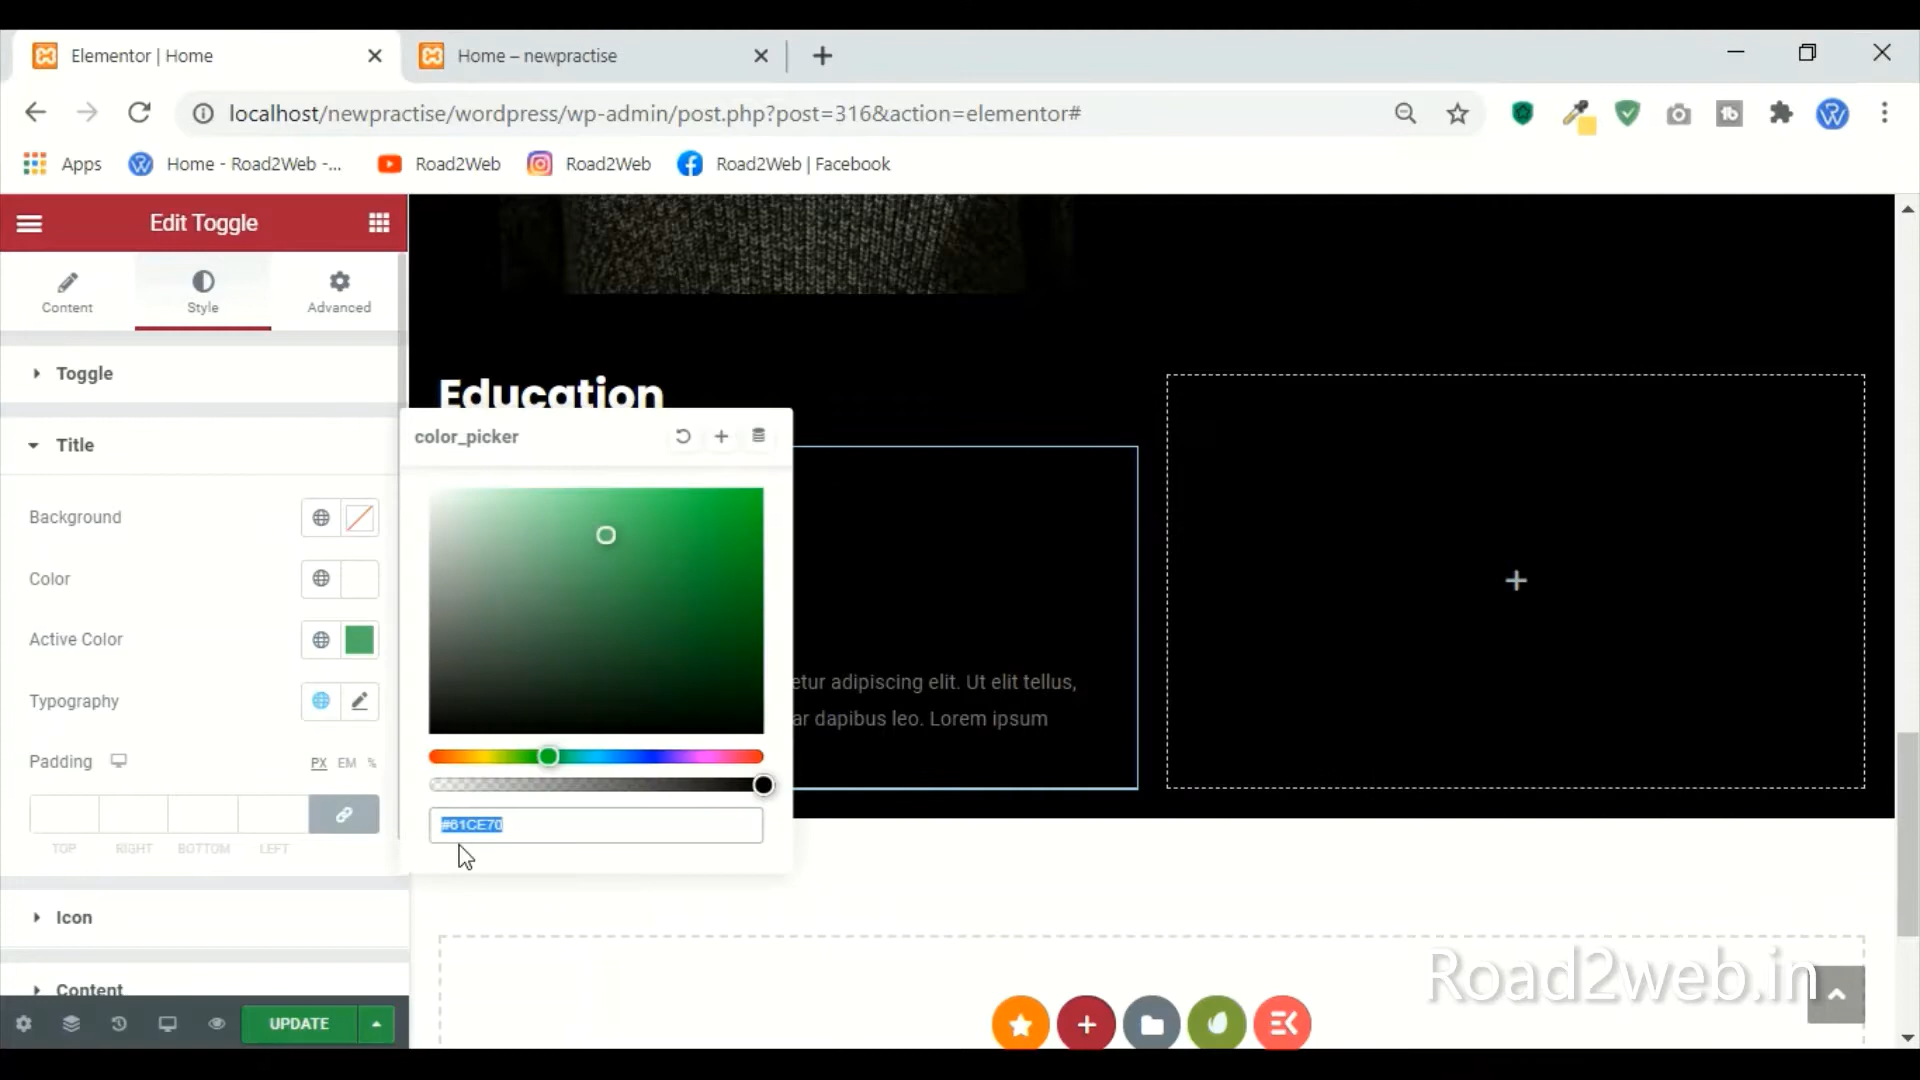 Elementor | Home
Home – newpractise
localhost/newpractise/wordpress/wp-admin/post.php?post=316&action=elementor#
Apps
Home - Road2Web -...
Road2Web
Road2Web
Road2Web | Facebook
Edit Toggle
Content
Style
Advanced
Toggle
Title
Background
Color
Active Color
Typography
Padding
PX EM %
TOP RIGHT BOTTOM LEFT
Icon
Content
UPDATE
Education
color_picker
#61CE70
etur adipiscing elit. Ut elit tellus,
ar dapibus leo. Lorem ipsum
Road2web.in